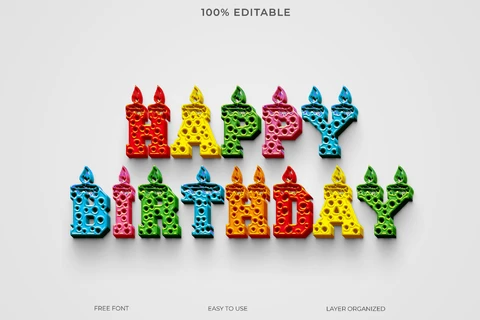 100% EDITABLE
HAPPY
BIRTHDAY
FREE FONT EASY TO USE LAYER ORGANIZED